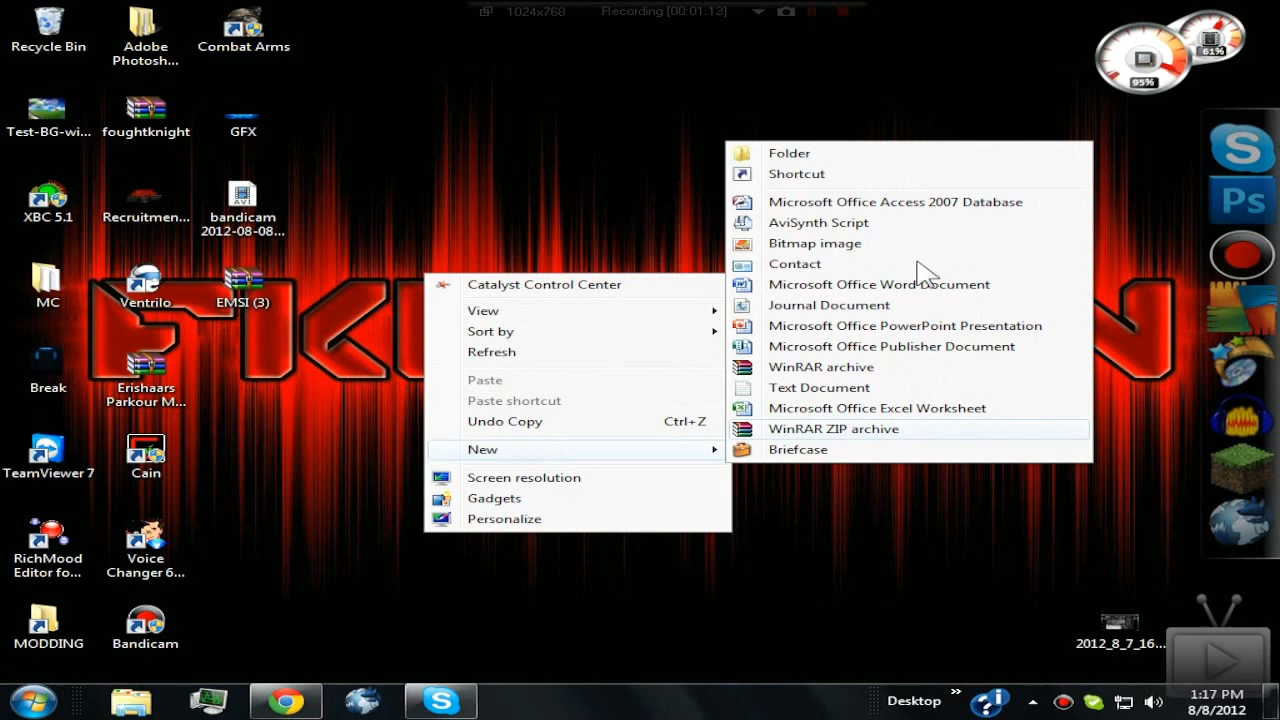 1024x768 Recording [00:01:13]
Recycle Bin
Adobe
Photosh...
Combat Arms
61%
95%
Test-BG-wi...
foughtknight
GFX
XBC 5.1
Recruitmen...
AVI
bandicam
2012-08-08...
MC
Ventrilo
EMSI (3)
Break
Erishaars
Parkour M...
TeamViewer 7
Cain
RichMood
Editor fo...
Voice
Changer 6...
MODDING
Bandicam
Catalyst Control Center
View
Sort by
Refresh
Paste
Paste shortcut
Undo Copy Ctrl+Z
New
Screen resolution
Gadgets
Personalize
Folder
Shortcut
Microsoft Office Access 2007 Database
AviSynth Script
Bitmap image
Contact
Microsoft Office Word Document
Journal Document
Microsoft Office PowerPoint Presentation
Microsoft Office Publisher Document
WinRAR archive
Text Document
Microsoft Office Excel Worksheet
WinRAR ZIP archive
Briefcase
S
Ps
2012_8_7_16...
S
Desktop
1:17 PM
8/8/2012